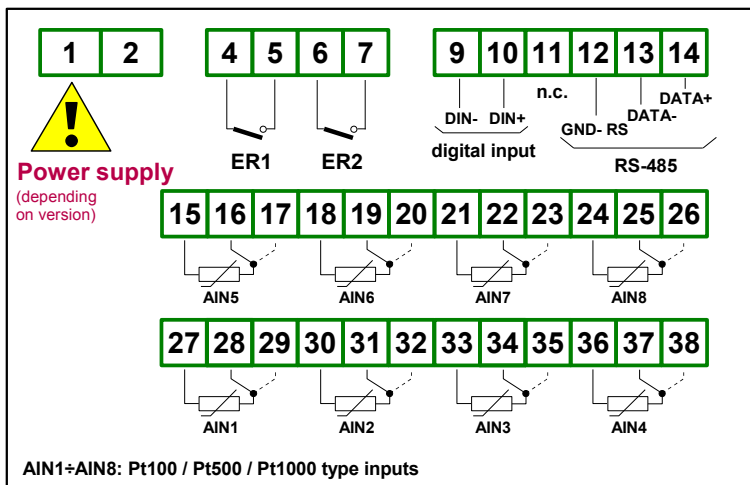 1 2 4 5 6 7 9 10 11 12 13 14
n.c.
DIN- DIN+
DATA+
DATA-
GND- RS
digital input
RS-485
ER1 ER2
Power supply
(depending
on version)
15 16 17 18 19 20 21 22 23 24 25 26
AIN5 AIN6 AIN7 AIN8
27 28 29 30 31 32 33 34 35 36 37 38
AIN1 AIN2 AIN3 AIN4
AIN1÷AIN8: Pt100 / Pt500 / Pt1000 type inputs